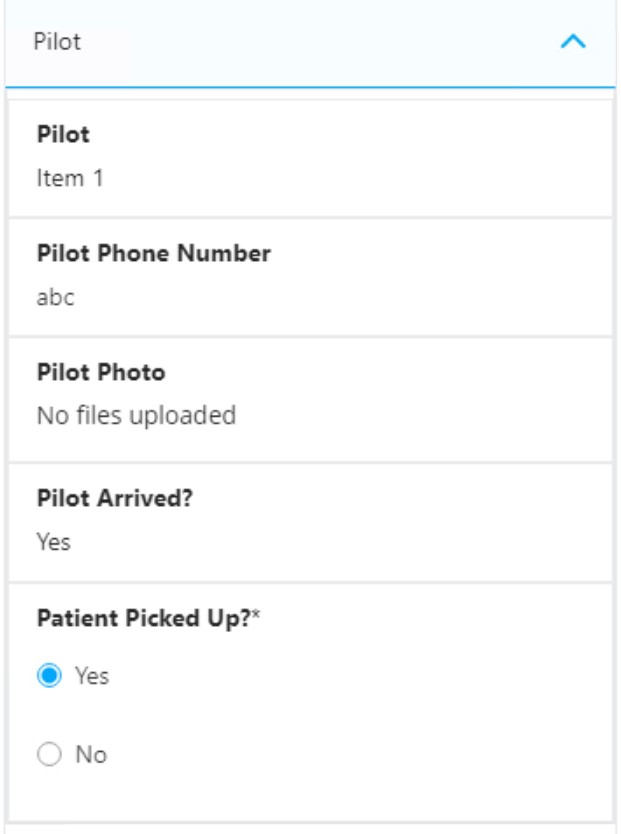 Pilot
Pilot
Item 1
Pilot Phone Number
abc
Pilot Photo
No files uploaded
Pilot Arrived?
Yes
Patient Picked Up?*
Yes
No